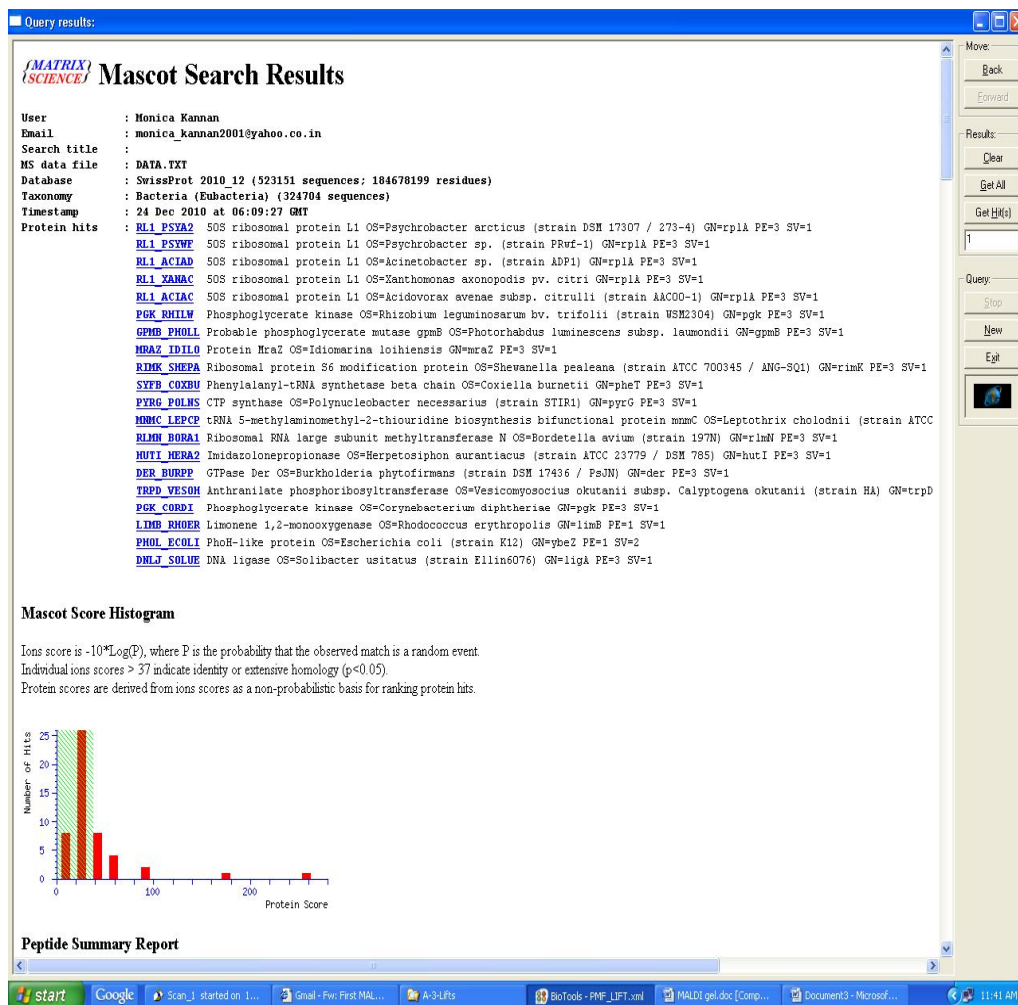 Query results:
{MATRIX SCIENCE} Mascot Search Results
User : Monica Kannan
Email : monica_kannan2001@yahoo.co.in
Search title :
MS data file : DATA.TXT
Database : SwissProt 2010_12 (523151 sequences; 184678199 residues)
Taxonomy : Bacteria (Eubacteria) (324704 sequences)
Timestamp : 24 Dec 2010 at 06:09:27 GMT
Protein hits : RL1_PSYA2 50S ribosomal protein L1 OS=Psychrobacter arcticus (strain DSM 17307 / 273-4) GN=rplA PE=3 SV=1
RL1_PSYWF 50S ribosomal protein L1 OS=Psychrobacter sp. (strain PRwf-1) GN=rplA PE=3 SV=1
RL1_ACIAD 50S ribosomal protein L1 OS=Acinetobacter sp. (strain ADP1) GN=rplA PE=3 SV=1
RL1_XANAC 50S ribosomal protein L1 OS=Xanthomonas axonopodis pv. citri GN=rplA PE=3 SV=1
RL1_ACIAC 50S ribosomal protein L1 OS=Acidovorax avenae subsp. citrulli (strain AAC00-1) GN=rplA PE=3 SV=1
PGK_RHILW Phosphoglycerate kinase OS=Rhizobium leguminosarum bv. trifolii (strain WSM2304) GN=pgk PE=3 SV=1
GPMB_PHOLL Probable phosphoglycerate mutase gpmB OS=Photorhabdus luminescens subsp. laumondii GN=gpmB PE=3 SV=1
MRAZ_IDILO Protein MraZ OS=Idiomarina loihiensis GN=mraZ PE=3 SV=1
RIMK_SHEPA Ribosomal protein S6 modification protein OS=Shewanella pealeana (strain ATCC 700345 / ANG-SQ1) GN=rimK PE=3 SV=1
SYFB_COXBU Phenylalanyl-tRNA synthetase beta chain OS=Coxiella burnetii GN=pheT PE=3 SV=1
PYRG_POLNS CTP synthase OS=Polynucleobacter necessarius (strain STIR1) GN=pyrG PE=3 SV=1
MNMC_LEPCP tRNA 5-methylaminomethyl-2-thiouridine biosynthesis bifunctional protein mnmC OS=Leptothrix cholodnii (strain ATCC
RLMN_BORA1 Ribosomal RNA large subunit methyltransferase N OS=Bordetella avium (strain 197N) GN=rlmN PE=3 SV=1
HUTI_HERA2 Imidazolonepropionase OS=Herpetosiphon aurantiacus (strain ATCC 23779 / DSM 785) GN=hutI PE=3 SV=1
DER_BURPP GTPase Der OS=Burkholderia phytofirmans (strain DSM 17436 / PsJN) GN=der PE=3 SV=1
TRPD_VESOH Anthranilate phosphoribosyltransferase OS=Vesicomyosocius okutanii subsp. Calyptogena okutanii (strain HA) GN=trpD
PGK_CORDI Phosphoglycerate kinase OS=Corynebacterium diphtheriae GN=pgk PE=3 SV=1
LIMB_RHOER Limonene 1,2-monooxygenase OS=Rhodococcus erythropolis GN=limB PE=1 SV=1
PHOL_ECOLI PhoH-like protein OS=Escherichia coli (strain K12) GN=ybeZ PE=1 SV=2
DNLJ_SOLUE DNA ligase OS=Solibacter usitatus (strain Ellin6076) GN=ligA PE=3 SV=1
Mascot Score Histogram
Ions score is -10*Log(P), where P is the probability that the observed match is a random event.
Individual ions scores > 37 indicate identity or extensive homology (p<0.05).
Protein scores are derived from ions scores as a non-probabilistic basis for ranking protein hits.
Number of Hits
25
20
15
10
5
0
0 100 200
Protein Score
Peptide Summary Report
Move:
Back
Forward
Results:
Clear
Get All
Get Hit(s)
1
Query:
Stop
New
Exit
start Google Scan_1 started on 1... Gmail - Fw: First MAL... A-3-Lifts BioTools - PMF_LIFT.xml MALDI gel.doc [Comp... Document3 - Microsof... 11:41 AM